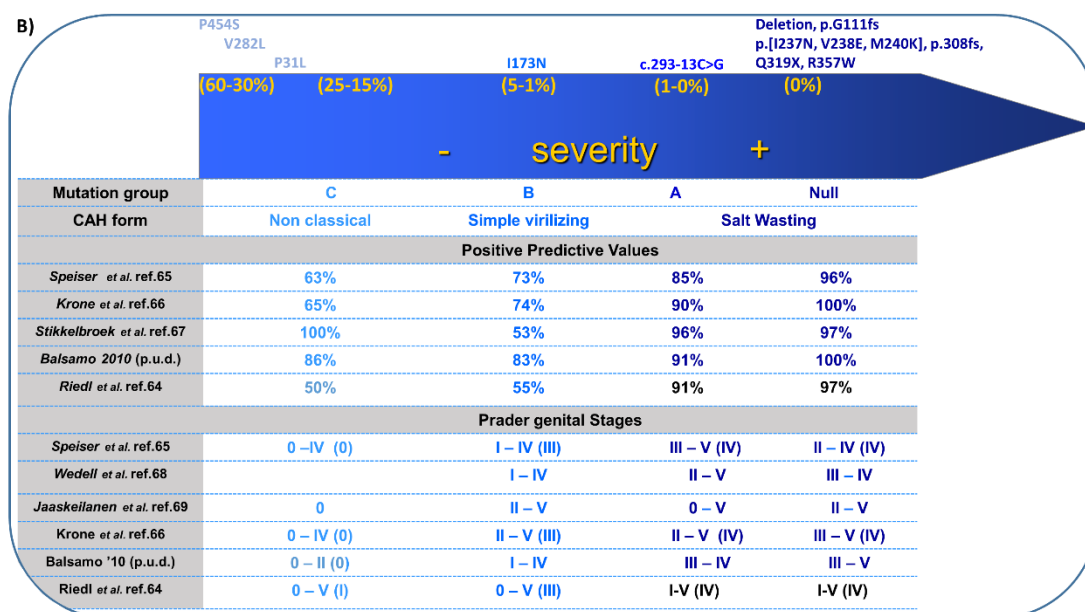 B)
P454S
V282L
P31L
I173N
c.293-13C>G
Deletion, p.G111fs
p.[I237N, V238E, M240K], p.308fs,
Q319X, R357W
(60-30%) (25-15%) (5-1%) (1-0%) (0%)
- severity +
Mutation group C B A Null
CAH form Non classical Simple virilizing Salt Wasting
Positive Predictive Values
Speiser et al. ref.65 63% 73% 85% 96%
Krone et al. ref.66 65% 74% 90% 100%
Stikkelbroek et al. ref.67 100% 53% 96% 97%
Balsamo 2010 (p.u.d.) 86% 83% 91% 100%
Riedl et al. ref.64 50% 55% 91% 97%
Prader genital Stages
Speiser et al. ref.65 0 –IV (0) I – IV (III) III – V (IV) II – IV (IV)
Wedell ref.68 I – IV II – V III – IV
Jaaskeilanen et al. ref.69 0 II – V 0 – V II – V
Krone et al. ref.66 0 – IV (0) II – V (III) II – V (IV) III – V (IV)
Balsamo '10 (p.u.d.) 0 – II (0) I – IV III – IV III – V
Riedl et al. ref.64 0 – V (I) 0 – V (III) I-V (IV) I-V (IV)